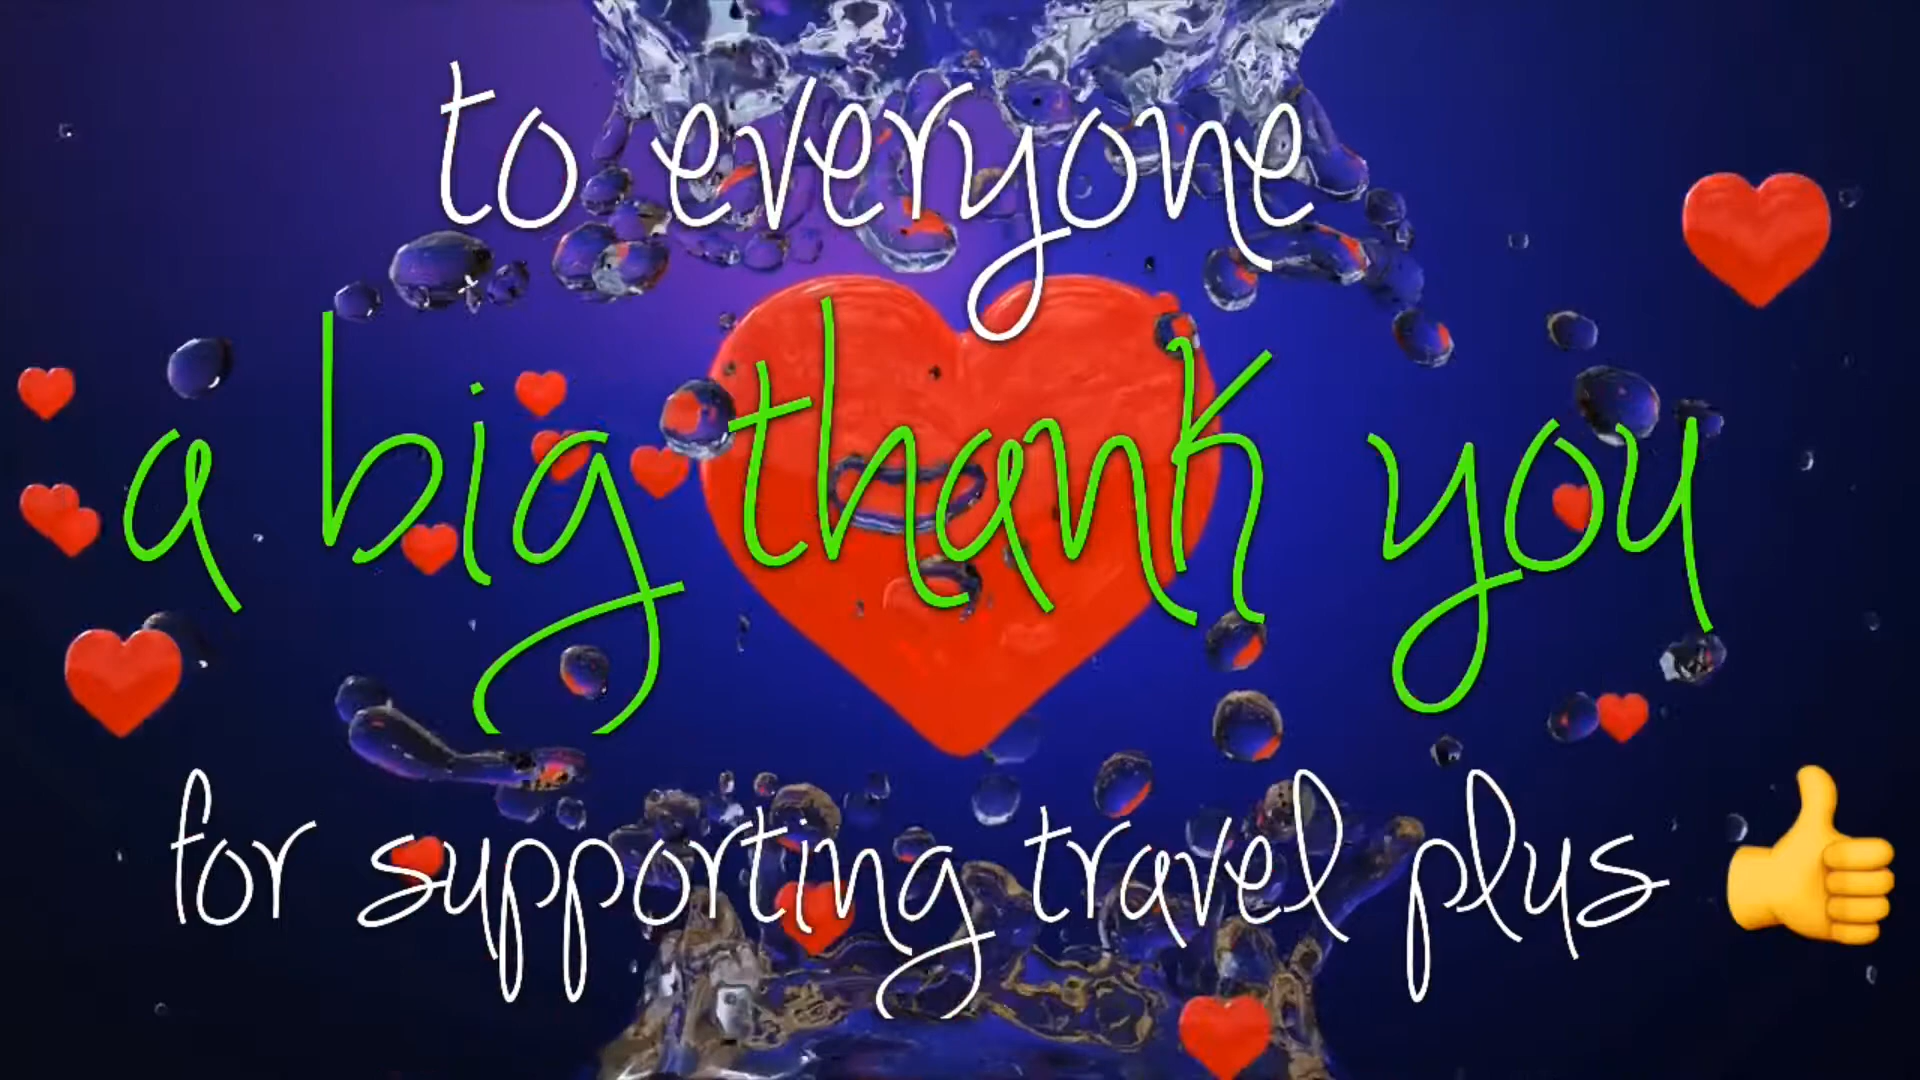 to everyone
a big thank you
for supporting travel plus 👍